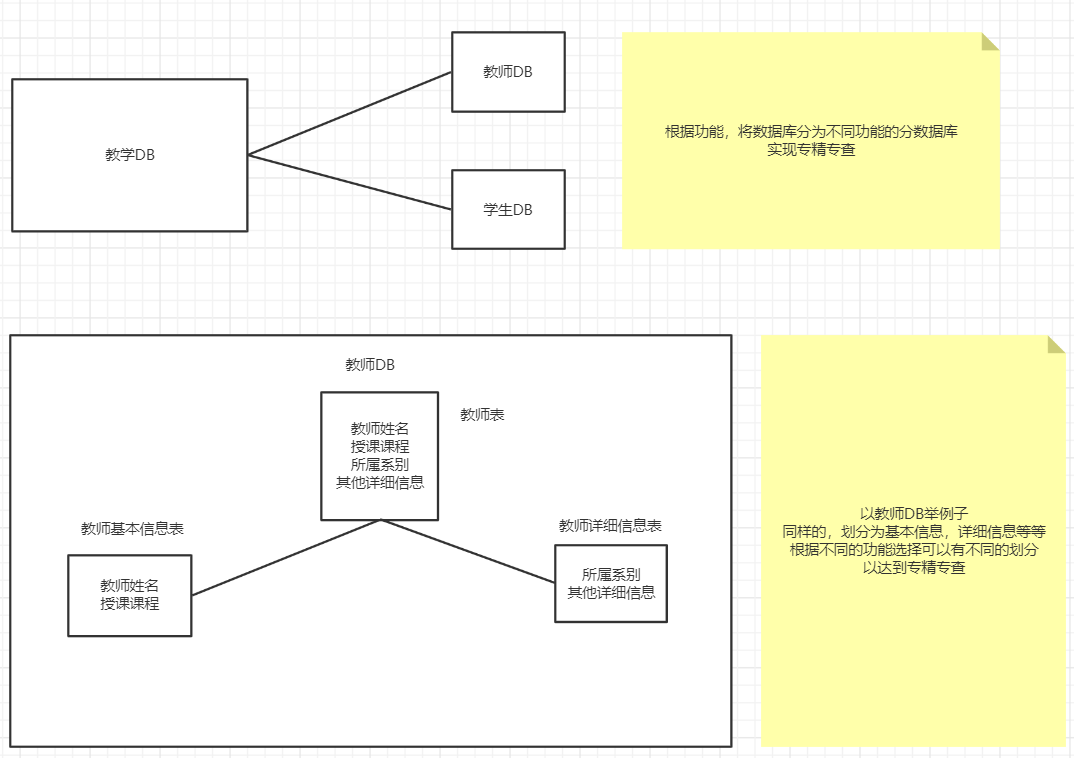 教学DB
教师DB
学生DB
根据功能，将数据库分为不同功能的分数据库
实现专精专查
教师DB
教师表
教师姓名
授课课程
所属系别
其他详细信息
教师基本信息表
教师姓名
授课课程
教师详细信息表
所属系别
其他详细信息
以教师DB举例子
同样的，划分为基本信息，详细信息等等
根据不同的功能选择可以有不同的划分
以达到专精专查